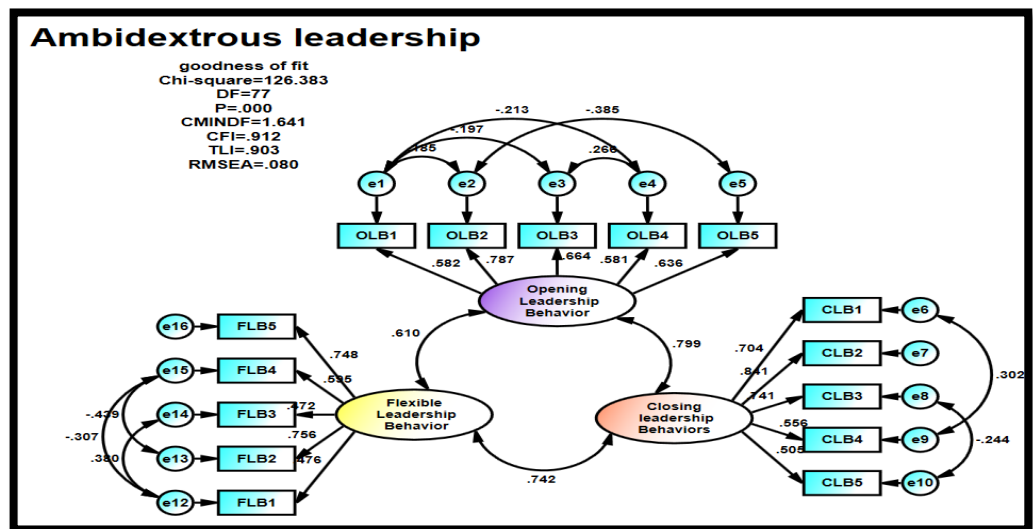 Ambidextrous leadership
goodness of fit
Chi-square=126.383
DF=77
P=.000
CMINDF=1.641
CFI=.912
TLI=.903
RMSEA=.080
-.213
-.385
-.197
.185
.266
e1
e2
e3
e4
e5
OLB1
OLB2
OLB3
OLB4
OLB5
.582
.787
.664
.581
.636
Opening
Leadership
Behavior
.610
.799
e16
FLB5
.748
e15
FLB4
.595
e14
FLB3
.472
e13
FLB2
.756
e12
FLB1
.476
-.439
-.307
.380
Flexible
Leadership
Behavior
.742
Closing
leadership
Behaviors
.704
CLB1
e6
.841
CLB2
e7
.741
CLB3
e8
.556
CLB4
e9
.505
CLB5
e10
.302
-.244